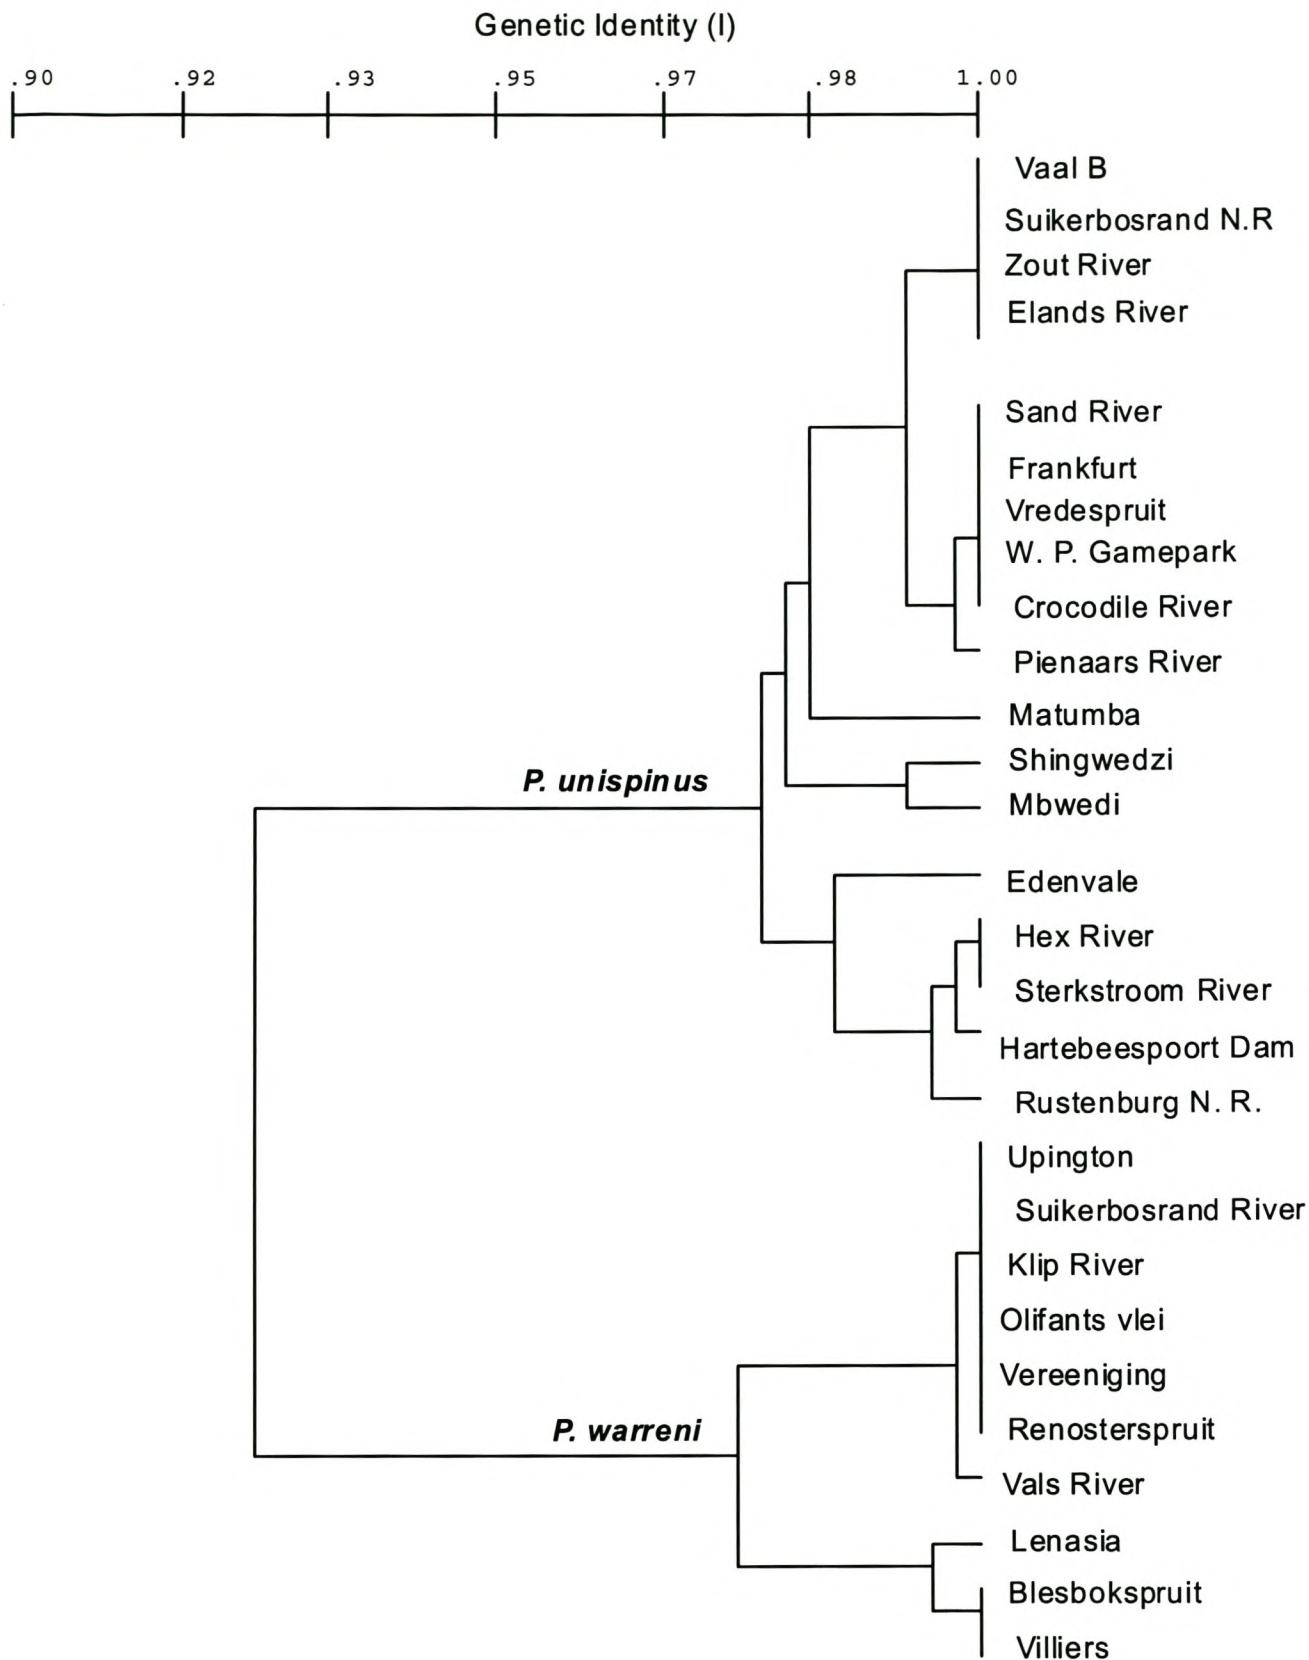 Genetic Identity (I)
.90 .92 .93 .95 .97 .98 1.00
Vaal B
Suikerbosrand N.R
Zout River
Elands River
Sand River
Frankfurt
Vredespruit
W. P. Gamepark
Crocodile River
Pienaars River
Matumba
Shingwedzi
P. unispinus
Mbwedi
Edenvale
Hex River
Sterkstroom River
Hartebeespoort Dam
Rustenburg N. R.
Upington
Suikerbosrand River
Klip River
Olifants vlei
Vereeniging
Renosterspruit
P. warreni
Vals River
Lenasia
Blesbokspruit
Villiers